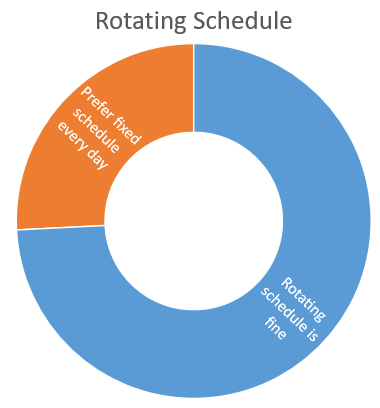 Rotating Schedule
Prefer fixed
schedule
every day
Rotating
schedule is
fine